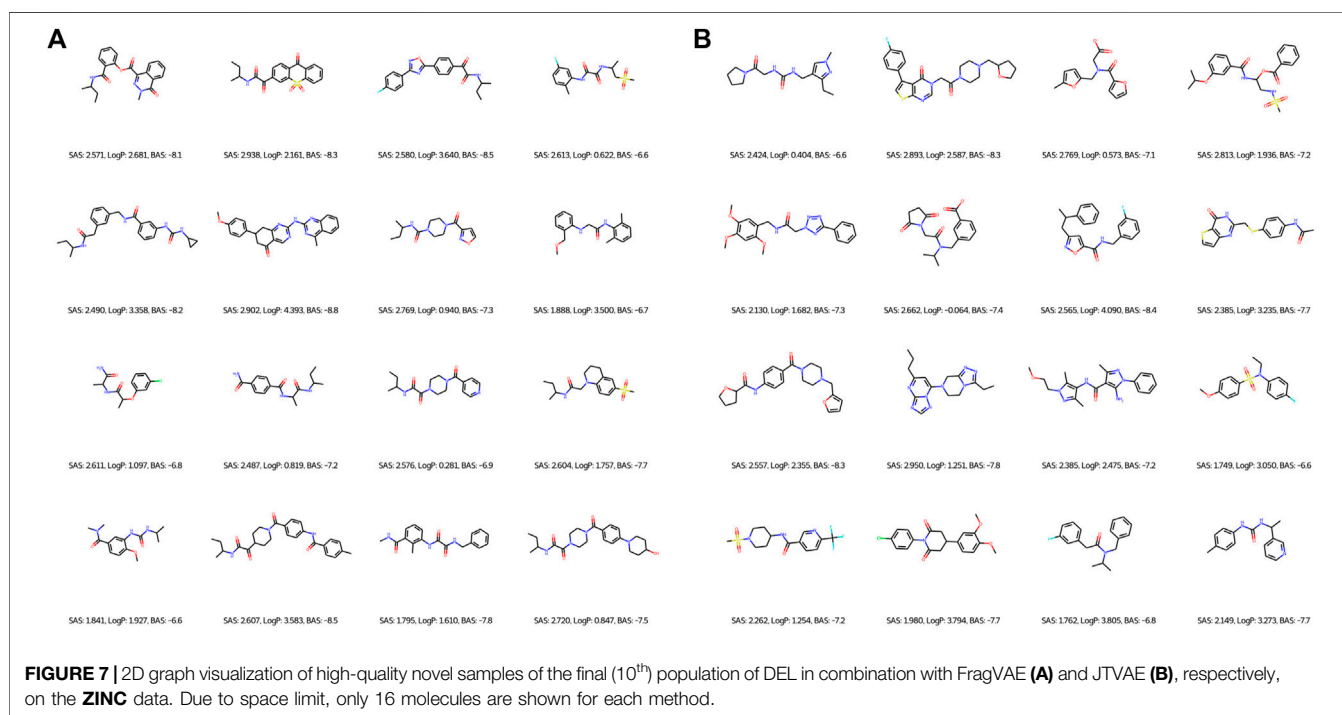 A B
SAS: 2.571, LogP: 2.681, BAS: -8.1 SAS: 2.938, LogP: 2.161, BAS: -8.3 SAS: 2.580, LogP: 3.640, BAS: -8.5 SAS: 2.613, LogP: 0.622, BAS: -6.6 SAS: 2.424, LogP: 0.404, BAS: -6.6 SAS: 2.893, LogP: 2.587, BAS: -8.3 SAS: 2.769, LogP: 0.573, BAS: -7.1 SAS: 2.813, LogP: 1.936, BAS: -7.2
SAS: 2.490, LogP: 3.358, BAS: -8.2 SAS: 2.902, LogP: 4.393, BAS: -8.8 SAS: 2.769, LogP: 0.940, BAS: -7.3 SAS: 1.888, LogP: 3.500, BAS: -6.7 SAS: 2.130, LogP: 1.682, BAS: -7.3 SAS: 2.662, LogP: -0.064, BAS: -7.4 SAS: 2.565, LogP: 4.090, BAS: -8.4 SAS: 2.385, LogP: 3.235, BAS: -7.7
SAS: 2.611, LogP: 1.097, BAS: -6.8 SAS: 2.487, LogP: 0.819, BAS: -7.2 SAS: 2.576, LogP: 0.281, BAS: -6.9 SAS: 2.604, LogP: 1.757, BAS: -7.7 SAS: 2.557, LogP: 2.355, BAS: -8.3 SAS: 2.950, LogP: 1.251, BAS: -7.8 SAS: 2.385, LogP: 2.475, BAS: -7.2 SAS: 1.749, LogP: 3.050, BAS: -6.6
SAS: 1.841, LogP: 1.927, BAS: -6.6 SAS: 2.607, LogP: 3.583, BAS: -8.5 SAS: 1.795, LogP: 1.610, BAS: -7.8 SAS: 2.720, LogP: 0.847, BAS: -7.5 SAS: 2.262, LogP: 1.254, BAS: -7.2 SAS: 1.980, LogP: 3.794, BAS: -7.7 SAS: 1.762, LogP: 3.805, BAS: -6.8 SAS: 2.149, LogP: 3.273, BAS: -7.7
FIGURE 7 | 2D graph visualization of high-quality novel samples of the final (10th) population of DEL in combination with FragVAE (A) and JTVAE (B), respectively,
on the ZINC data. Due to space limit, only 16 molecules are shown for each method.